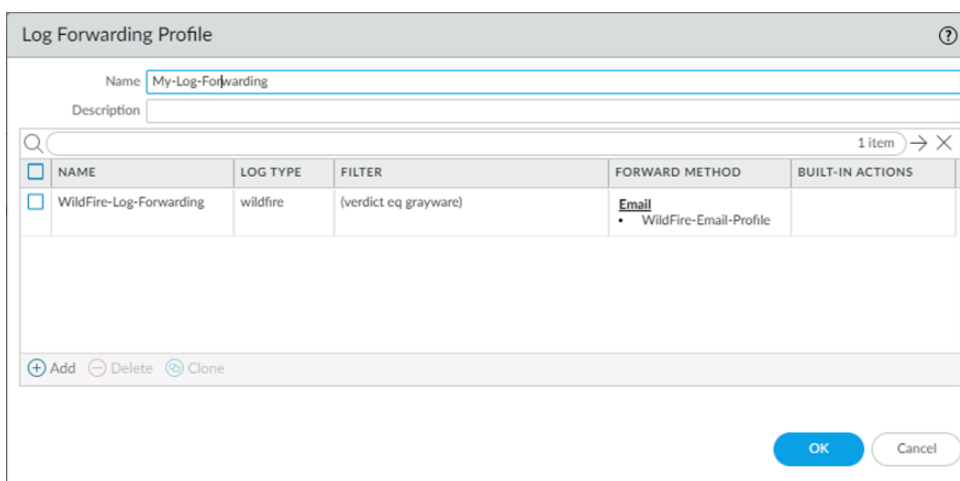 Log Forwarding Profile
Name My-Log-Forwarding
Description
1 item
NAME LOG TYPE FILTER FORWARD METHOD BUILT-IN ACTIONS
WildFire-Log-Forwarding wildfire (verdict eq grayware) Email
• WildFire-Email-Profile
Add Delete Clone
OK Cancel